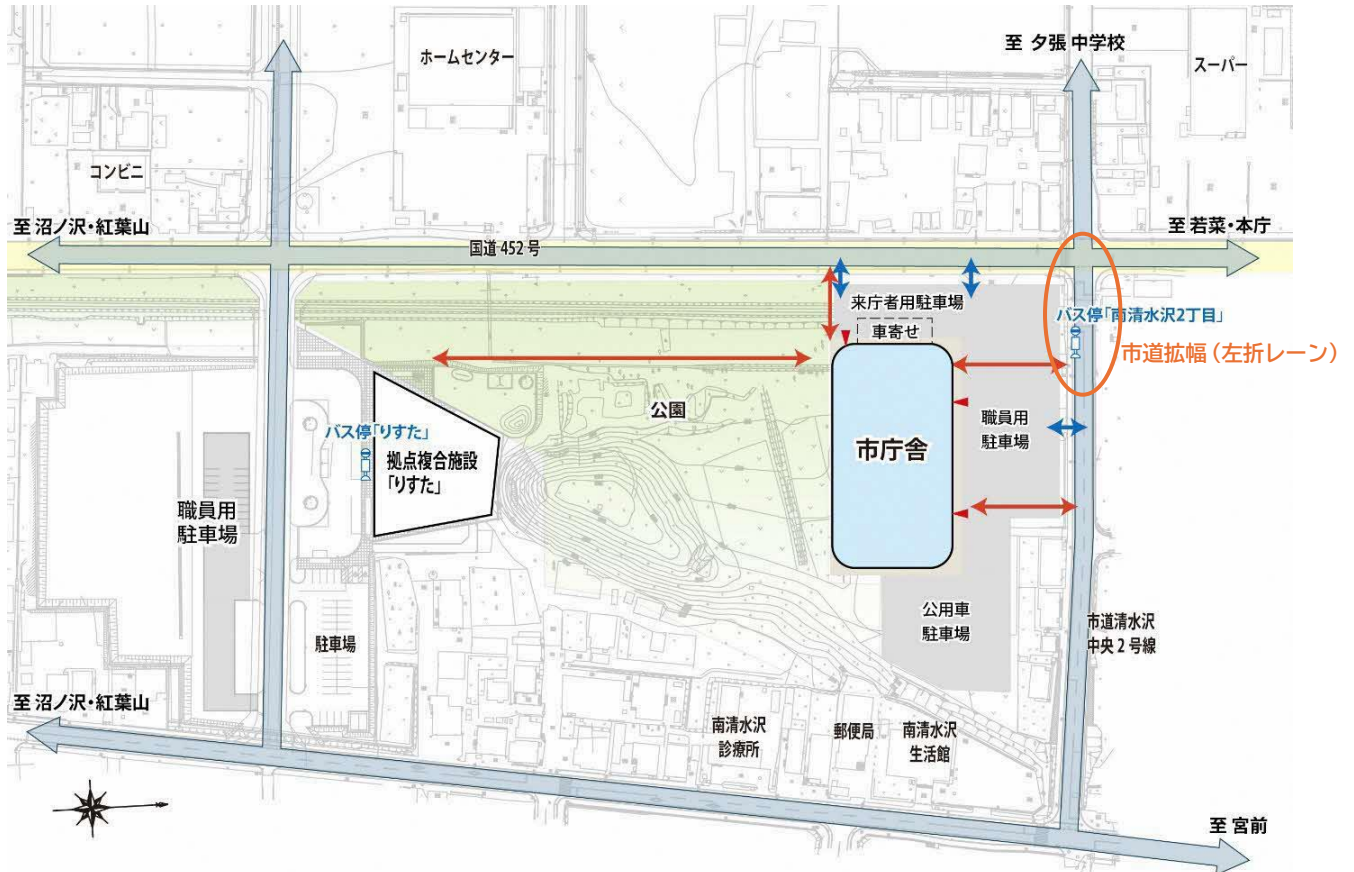 ホームセンター
至 夕張中学校
スーパー
コンビニ
至 沼ノ沢・紅葉山
国道 452 号
至 若菜・本庁
来庁者用駐車場
車寄せ
バス停「南清水沢2丁目」
市道拡幅（左折レーン）
公園
市庁舎
職員用
駐車場
バス停「りすた」
拠点複合施設
「りすた」
職員用
駐車場
公用車
駐車場
市道清水沢
中央 2 号線
駐車場
至 沼ノ沢・紅葉山
南清水沢
診療所
郵便局
南清水沢
生活館
至 宮前